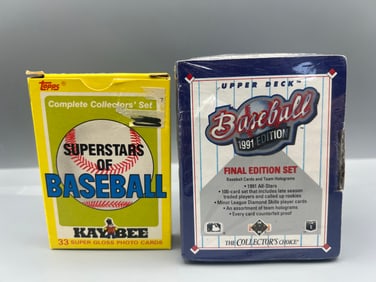 Topps
Complete Collectors' Set
SUPERSTARS
OF
BASEBALL
KAY BEE
33 SUPER GLOSS PHOTO CARDS
UPPER DECK
Baseball
1991 EDITION
FINAL EDITION SET
Baseball Cards and Team Holograms
• 1991 All-Stars
• 100-card set that includes late season
traded players and called up rookies
• Minor League Diamond Skills player cards
• An assortment of team holograms
• Every card counterfeit proof
THE COLLECTOR'S CHOICE